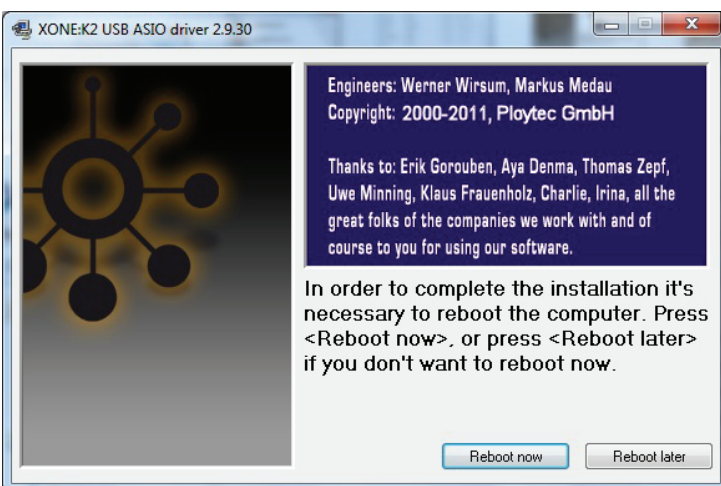 XONE:K2 USB ASIO driver 2.9.30
Engineers: Werner Wirsum, Markus Medau
Copyright: 2000-2011, Ploytec GmbH
Thanks to: Erik Gorouben, Aya Denma, Thomas Zepf,
Uwe Minning, Klaus Frauenholz, Charlie, Irina, all the
great folks of the companies we work with and of
course to you for using our software.
In order to complete the installation it's
necessary to reboot the computer. Press
<Reboot now>, or press <Reboot later>
if you don't want to reboot now.
Reboot now
Reboot later